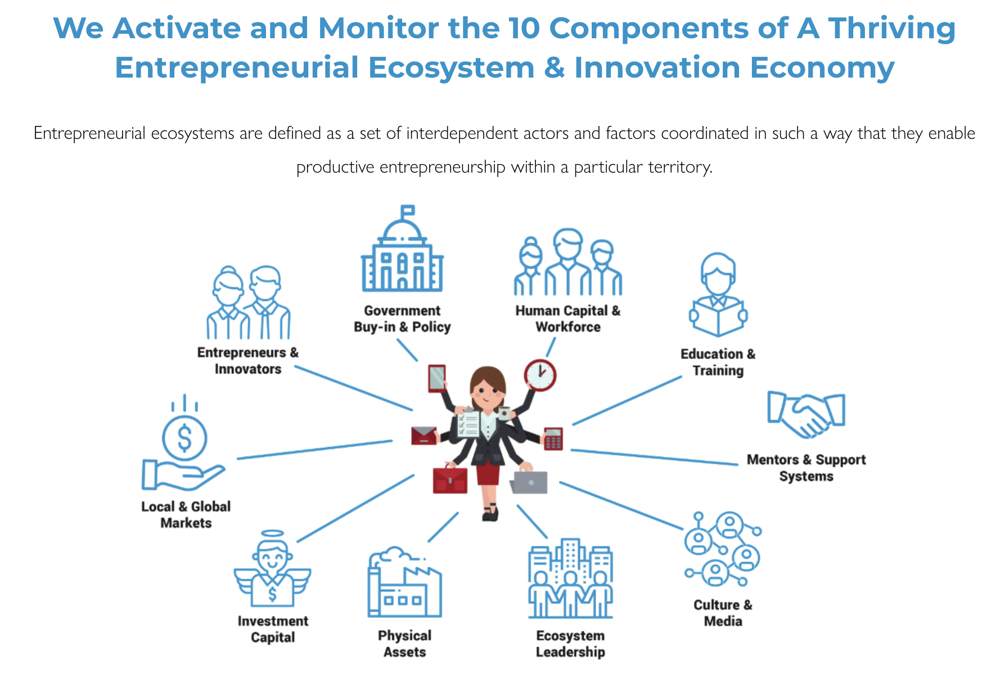 We Activate and Monitor the 10 Components of A Thriving
Entrepreneurial Ecosystem & Innovation Economy
Entrepreneurial ecosystems are defined as a set of interdependent actors and factors coordinated in such a way that they enable
productive entrepreneurship within a particular territory.
Government
Buy-in & Policy
Human Capital &
Workforce
Entrepreneurs &
Innovators
Education &
Training
$
Local & Global
Markets
Mentors & Support
Systems
$
Investment
Capital
Physical
Assets
Ecosystem
Leadership
Culture &
Media